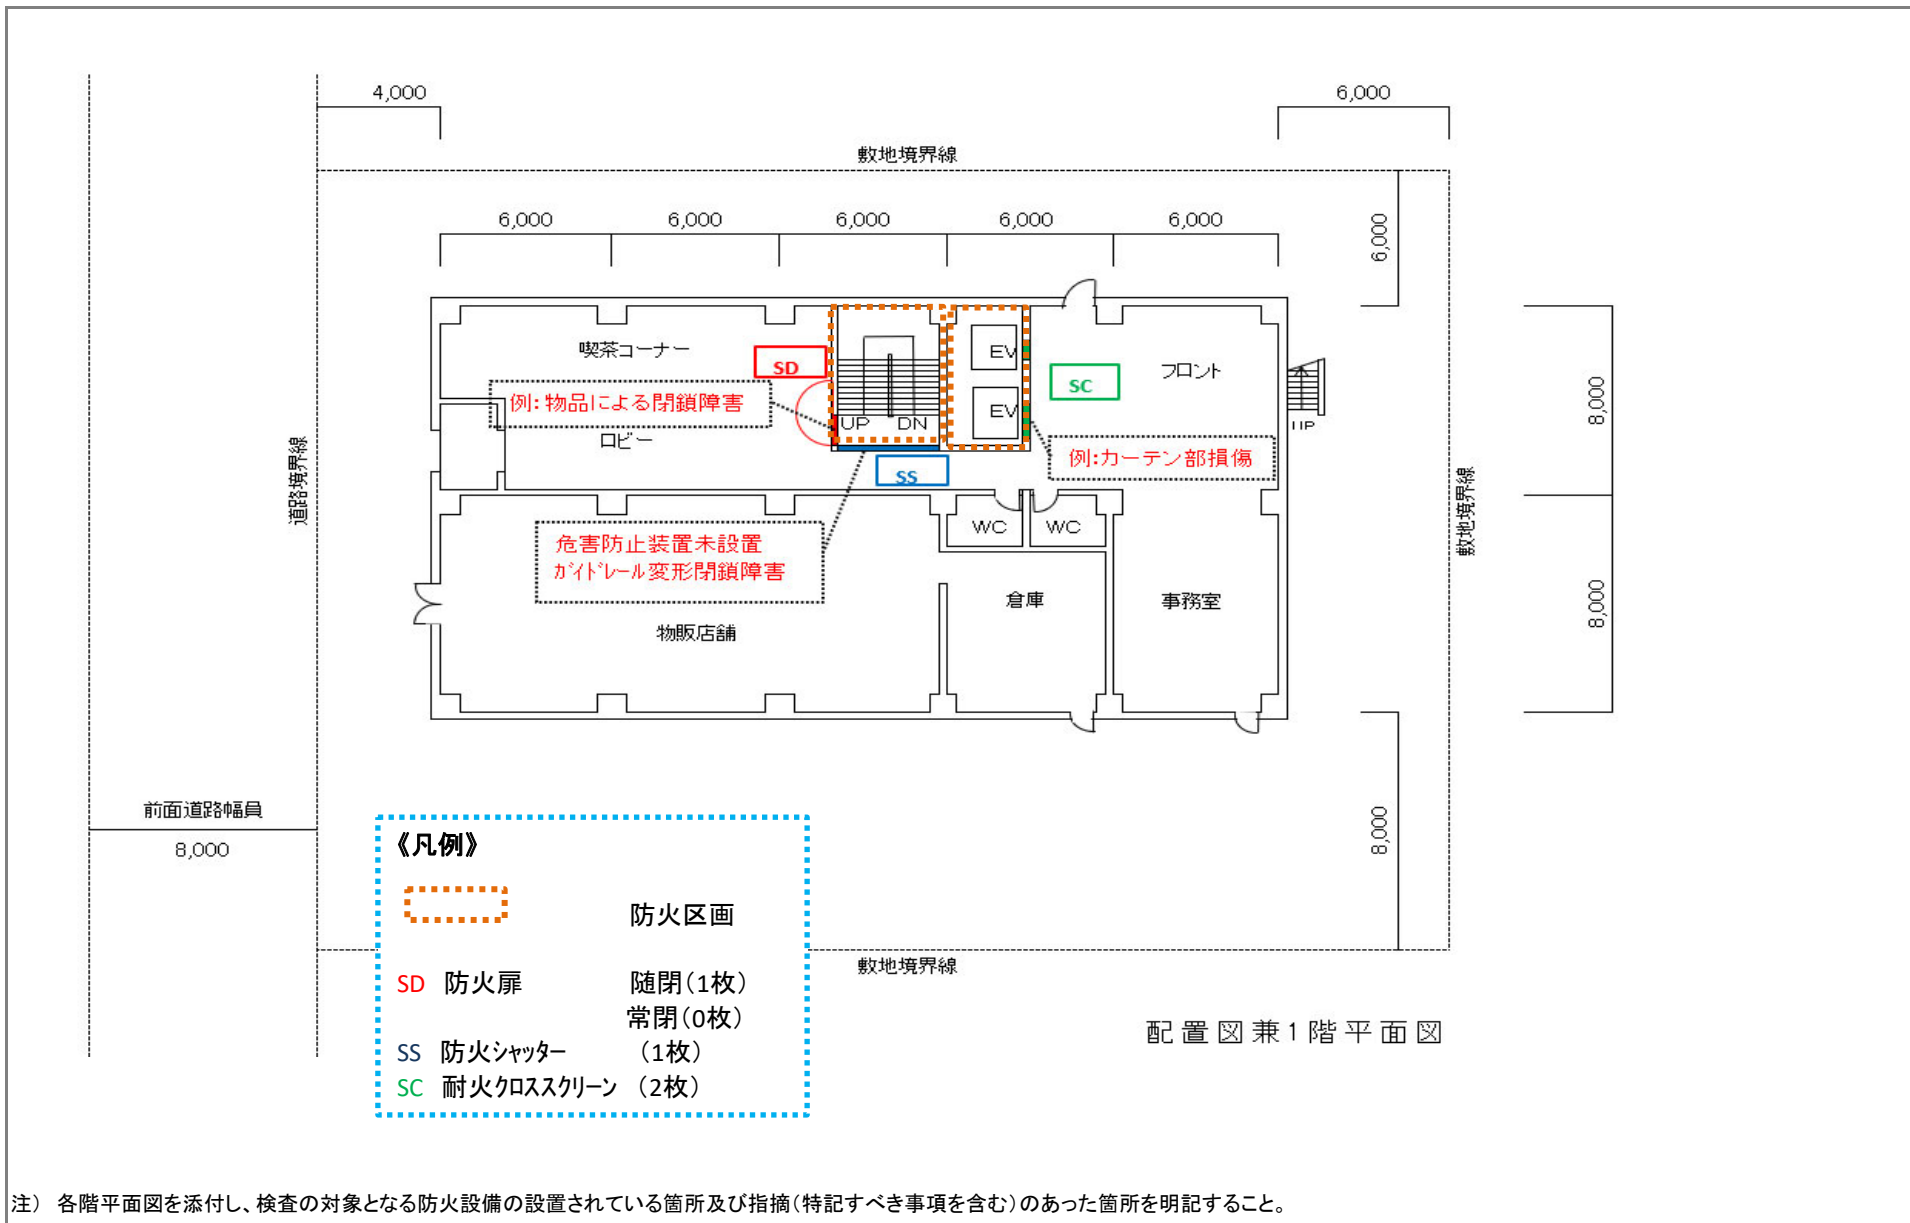 4,000
6,000
敷地境界線
6,000
6,000
6,000
6,000
6,000
6,000
喫茶コーナー
SD
EV
SC
フロント
例:物品による閉鎖障害
EV
8,000
UP
DN
UP
ロビー
例:カーテン部損傷
SS
道路境界線
敷地境界線
WC
WC
危害防止装置未設置
ガイドレール変形閉鎖障害
倉庫
事務室
8,000
物販店舗
前面道路幅員
8,000
8,000
《凡例》
防火区画
敷地境界線
SD 防火扉 随閉(1枚)
常閉(0枚)
SS 防火シャッター (1枚)
SC 耐火クロススクリーン (2枚)
配置図兼1階平面図
注) 各階平面図を添付し、検査の対象となる防火設備の設置されている箇所及び指摘(特記すべき事項を含む)のあった箇所を明記すること。